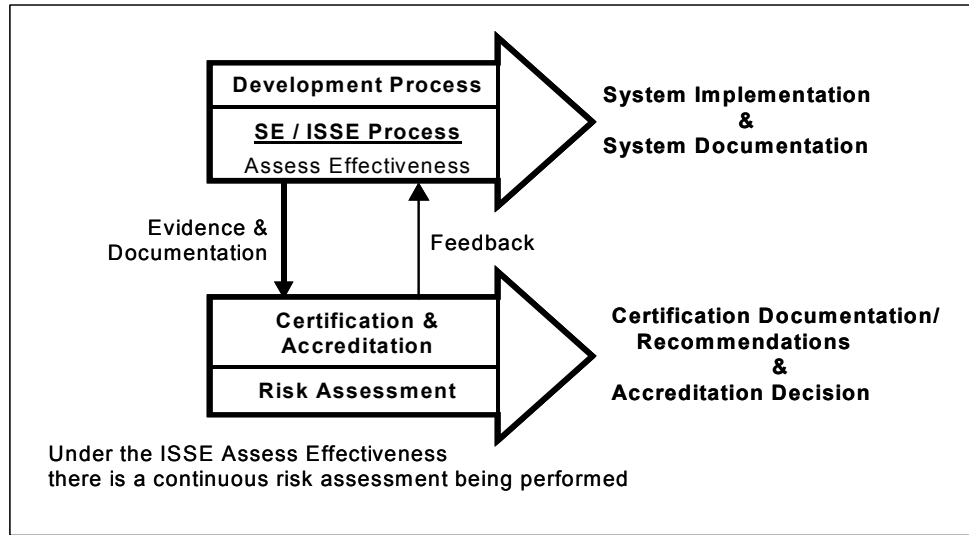 Development Process
SE / ISSE Process
Assess Effectiveness
System Implementation
&
System Documentation
Evidence &
Documentation
Feedback
Certification &
Accreditation
Risk Assessment
Certification Documentation/
Recommendations
&
Accreditation Decision
Under the ISSE Assess Effectiveness
there is a continuous risk assessment being performed